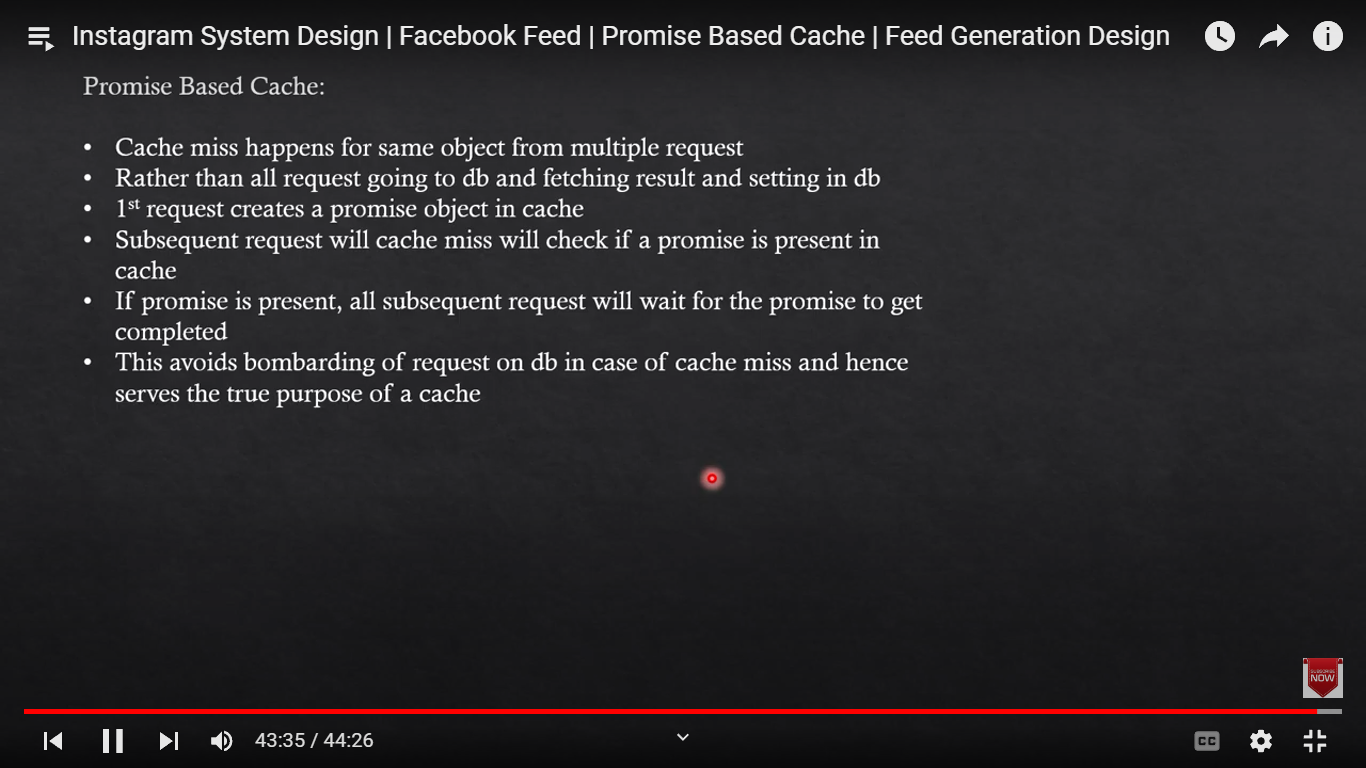 Instagram System Design | Facebook Feed | Promise Based Cache | Feed Generation Design
Promise Based Cache:
• Cache miss happens for same object from multiple request
• Rather than all request going to db and fetching result and setting in db
• 1st request creates a promise object in cache
• Subsequent request will cache miss will check if a promise is present in
cache
• If promise is present, all subsequent request will wait for the promise to get
completed
• This avoids bombarding of request on db in case of cache miss and hence
serves the true purpose of a cache
SUBSCRIBE
NOW
43:35 / 44:26
CC